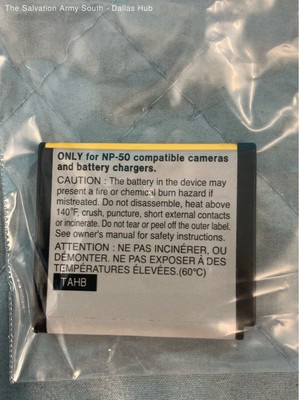 The Salvation Army South - Dallas Hub
ONLY for NP-50 compatible cameras
and battery chargers.
CAUTION : The battery in the device may
present a fire or chemical burn hazard if
mistreated. Do not disassemble, heat above
140°F, crush, puncture, short external contacts
or incinerate. Do not tear or peel off the outer label.
See owner's manual for safety instructions.
ATTENTION : NE PAS INCINÉRER, OU
DÉMONTER. NE PAS EXPOSER À DES
TEMPÉRATURES ÉLEVÉES.(60°C)
TAHB